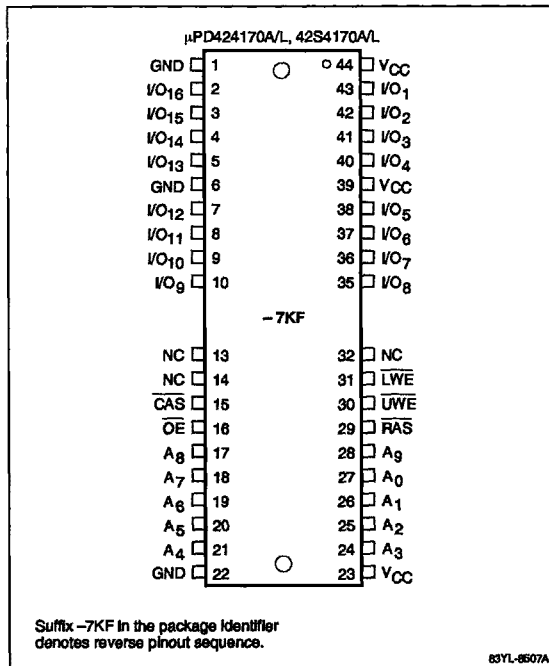 μPD424170A/L, 42S4170A/L
GND 1 44 VCC
I/O16 2 43 I/O1
I/O15 3 42 I/O2
I/O14 4 41 I/O3
I/O13 5 40 I/O4
GND 6 39 VCC
I/O12 7 38 I/O5
I/O11 8 37 I/O6
I/O10 9 36 I/O7
I/O9 10 35 I/O8
-7KF
NC 13 32 NC
NC 14 31 LWE
CAS 15 30 UWE
OE 16 29 RAS
A8 17 28 A9
A7 18 27 A0
A6 19 26 A1
A5 20 25 A2
A4 21 24 A3
GND 22 23 VCC
Suffix -7KF in the package identifier
denotes reverse pinout sequence.
83YL-8507A